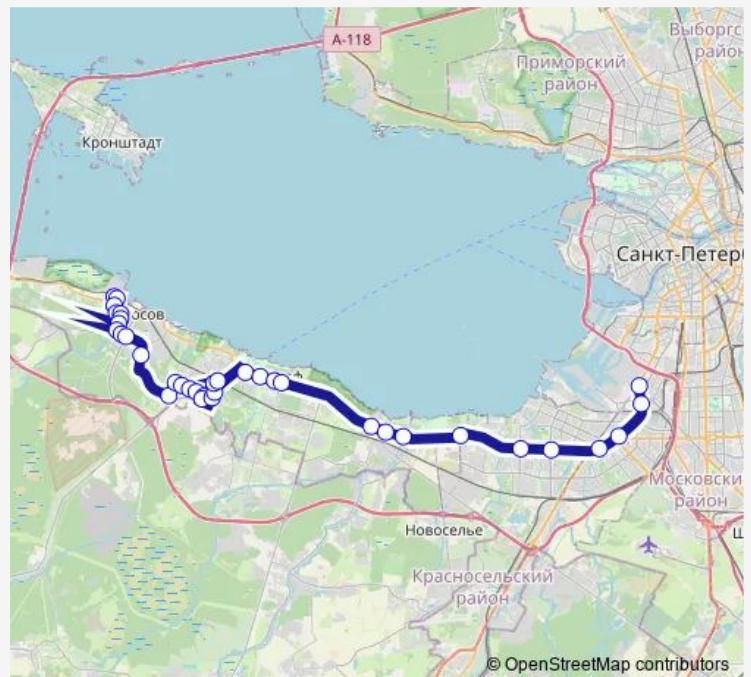 Выборгс
район
А-118
Приморский
район
Кронштадт
Санкт-Петер
осов
Московски
район
Новоселье
Красносельский
район
© OpenStreetMap contributors